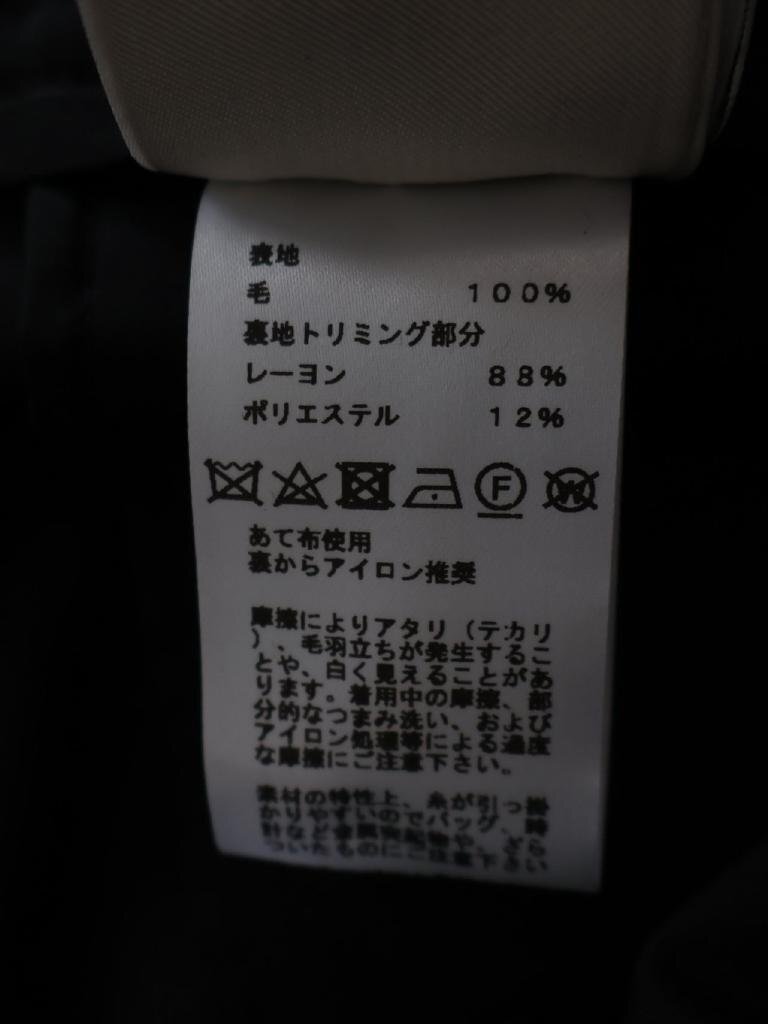 表地
毛 100%
裏地トリミング部分
レーヨン 88%
ポリエステル 12%
F W
あて布使用
裏からアイロン推奨
摩擦によりアタリ（テカリ
）、毛羽立ちが発生するこ
とや、白く見えることがあ
ります。着用中の摩擦、部
分的なつまみ洗い、および
アイロン処理等による過度
な摩擦にご注意下さい。
素材の特性上、糸が引っ掛
かりやすいのでバッグ、時
計など金属突起物や、ざら
ついたものにご注意下さい